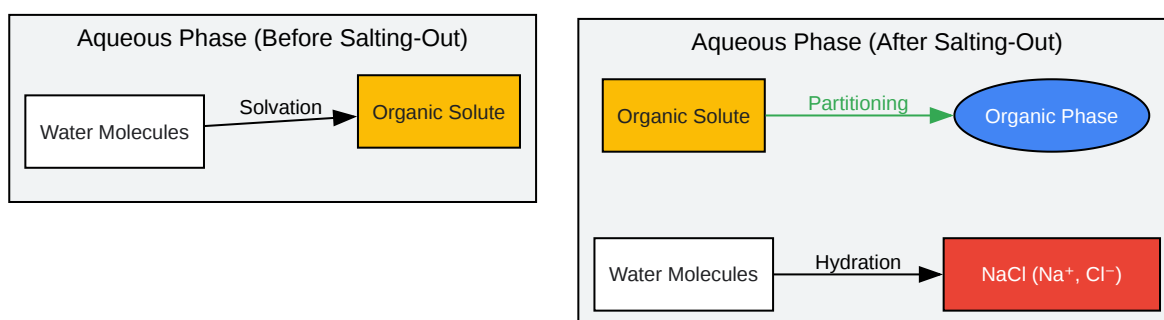 Aqueous Phase (Before Salting-Out)
Water Molecules
Solvation
Organic Solute
Aqueous Phase (After Salting-Out)
Organic Solute
Partitioning
Organic Phase
Water Molecules
Hydration
NaCl (Na⁺, Cl⁻)